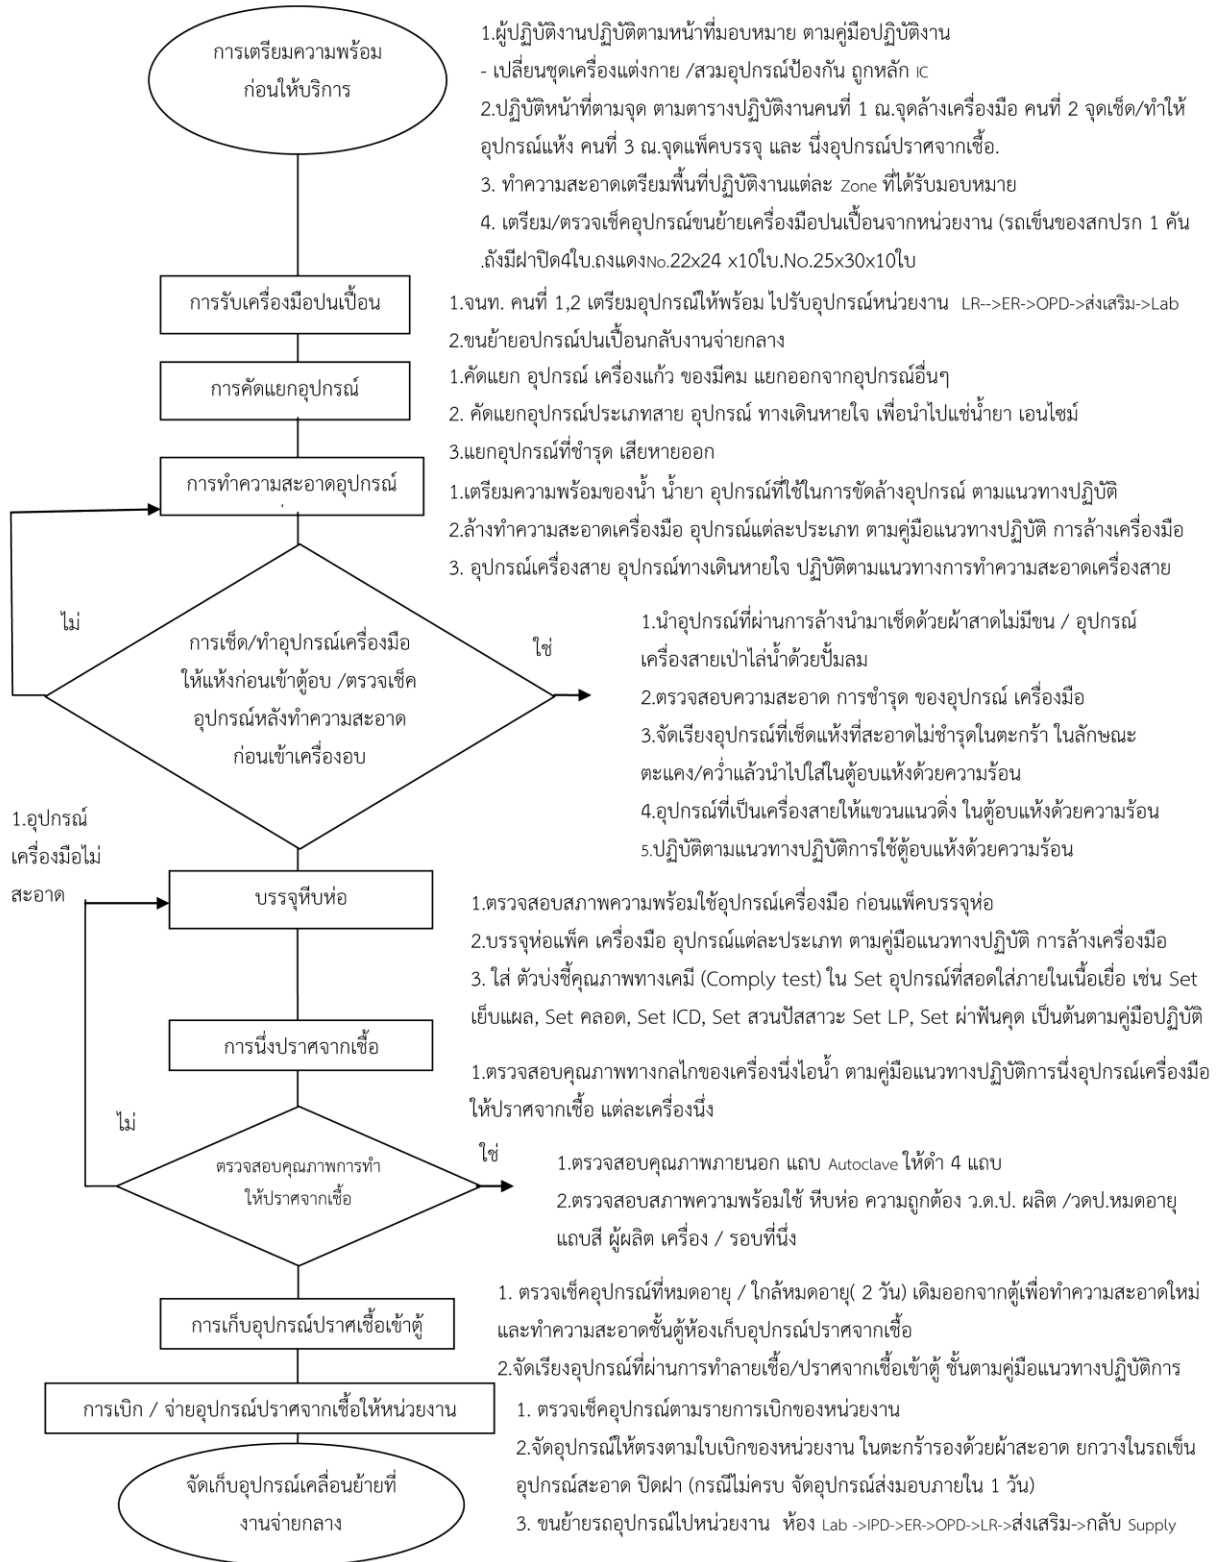 การเตรียมความพร้อม
ก่อนให้บริการ
1.ผู้ปฏิบัติงานปฏิบัติตามหน้าที่มอบหมาย ตามคู่มือปฏิบัติงาน
- เปลี่ยนชุดเครื่องแต่งกาย /สวมอุปกรณ์ป้องกัน ถูกหลัก IC
2.ปฏิบัติหน้าที่ตามจุด ตามตารางปฏิบัติงานคนที่ 1 ณ.จุดล้างเครื่องมือ คนที่ 2 จุดเช็ด/ทำให้
อุปกรณ์แห้ง คนที่ 3 ณ.จุดแพ็คบรรจุ และ นึ่งอุปกรณ์ปราศจากเชื้อ.
3. ทำความสะอาดเตรียมพื้นที่ปฏิบัติงานแต่ละ Zone ที่ได้รับมอบหมาย
4. เตรียม/ตรวจเช็คอุปกรณ์ขนย้ายเครื่องมือปนเปื้อนจากหน่วยงาน (รถเข็นของสกปรก 1 คัน
.ถังมีฝาปิด4ใบ.ถงแดงNo.22x24 x10ใบ.No.25x30x10ใบ
การรับเครื่องมือปนเปื้อน
1.จนท. คนที่ 1,2 เตรียมอุปกรณ์ให้พร้อม ไปรับอุปกรณ์หน่วยงาน LR-->ER->OPD->ส่งเสริม->Lab
2.ขนย้ายอปกรณ์ปนเปื้อนกลับงานจ่ายกลาง
การคัดแยกอุปกรณ์
1.คัดแยก อุปกรณ์ เครื่องแก้ว ของมีคม แยกออกจากอุปกรณ์อื่นๆ
2. คัดแยกอุปกรณ์ประเภทสาย อุปกรณ์ ทางเดินหายใจ เพื่อนำไปแช่น้ำยา เอนไซม์
3.แยกอุปกรณ์ที่ชำรุด เสียหายออก
การทำความสะอาดอุปกรณ์
1.เตรียมความพร้อมของน้ำ น้ำยา อุปกรณ์ที่ใช้ในการขัดล้างอุปกรณ์ ตามแนวทางปฏิบัติ
2.ล้างทำความสะอาดเครื่องมือ อุปกรณ์แต่ละประเภท ตามคู่มือแนวทางปฏิบัติ การล้างเครื่องมือ
3. อุปกรณ์เครื่องสาย อุปกรณ์ทางเดินหายใจ ปฏิบัติตามแนวทางการทำความสะอาดเครื่องสาย
ไม่
การเช็ด/ทำอุปกรณ์เครื่องมือ
ให้แห้งก่อนเข้าตู้อบ /ตรวจเช็ค
อุปกรณ์หลังทำความสะอาด
ก่อนเข้าเครื่องอบ
ใช่
1.นำอุปกรณ์ที่ผ่านการล้างนำมาเช็ดด้วยผ้าสาดไม่มีขน / อุปกรณ์
เครื่องสายเป่าไล่น้ำด้วยปั้มลม
2.ตรวจสอบความสะอาด การชำรุด ของอุปกรณ์ เครื่องมือ
3.จัดเรียงอุปกรณ์ที่เช็ดแห้งที่สะอาดไม่ชำรุดในตะกร้า ในลักษณะ
ตะแคง/คว่ำแล้วนำไปใส่ในตู้อบแห้งด้วยความร้อน
4.อุปกรณ์ที่เป็นเครื่องสายให้แขวนแนวดิ่ง ในตู้อบแห้งด้วยความร้อน
5.ปฏิบัติตามแนวทางปฏิบัติการใช้ตู้อบแห้งด้วยความร้อน
1.อุปกรณ์
เครื่องมือไม่
สะอาด
บรรจุหีบห่อ
1.ตรวจสอบสภาพความพร้อมใช้อุปกรณ์เครื่องมือ ก่อนแพ็คบรรจุห่อ
2.บรรจุห่อแพ็ค เครื่องมือ อุปกรณ์แต่ละประเภท ตามคู่มือแนวทางปฏิบัติ การล้างเครื่องมือ
3. ใส่ ตัวบ่งชี้คุณภาพทางเคมี (Comply test) ใน Set อุปกรณ์ที่สอดใส่ภายในเนื้อเยื่อ เช่น Set
เย็บแผล, Set คลอด, Set ICD, Set สวนปัสสาวะ Set LP, Set ผ่าฟันคุด เป็นต้นตามคู่มือปฏิบัติ
การนึ่งปราศจากเชื้อ
1.ตรวจสอบคุณภาพทางกลไกของเครื่องนึ่งไอน้ำ ตามคู่มือแนวทางปฏิบัติการนึ่งอุปกรณ์เครื่องมือ
ให้ปราศจากเชื้อ แต่ละเครื่องนึ่ง
ไม่
ตรวจสอบคุณภาพการทำ
ให้ปราศจากเชื้อ
ใช่
1.ตรวจสอบคุณภาพภายนอก แถบ Autoclave ให้ดำ 4 แถบ
2.ตรวจสอบสภาพความพร้อมใช้ หีบห่อ ความถูกต้อง ว.ด.ป. ผลิต /วดป.หมดอายุ
แถบสี ผู้ผลิต เครื่อง / รอบที่นึ่ง
การเก็บอุปกรณ์ปราศเชื้อเข้าตู้
1. ตรวจเช็คอุปกรณ์ที่หมดอายุ / ใกล้หมดอายุ( 2 วัน) เดิมออกจากตู้เพื่อทำความสะอาดใหม่
และทำความสะอาดชั้นตู้ห้องเก็บอุปกรณ์ปราศจากเชื้อ
2.จัดเรียงอุปกรณ์ที่ผ่านการทำลายเชื้อ/ปราศจากเชื้อเข้าตู้ ชั้นตามคู่มือแนวทางปฏิบัติการ
การเบิก / จ่ายอุปกรณ์ปราศจากเชื้อให้หน่วยงาน
1. ตรวจเช็คอุปกรณ์ตามรายการเบิกของหน่วยงาน
2.จัดอุปกรณ์ให้ตรงตามใบเบิกของหน่วยงาน ในตะกร้ารองด้วยผ้าสะอาด ยกวางในรถเข็น
อุปกรณ์สะอาด ปิดฝา (กรณีไม่ครบ จัดอุปกรณ์ส่งมอบภายใน 1 วัน)
3. ขนย้ายรถอุปกรณ์ไปหน่วยงาน ห้อง Lab ->IPD->ER->OPD->LR->ส่งเสริม->กลับ Supply
จัดเก็บอุปกรณ์เคลื่อนย้ายที่
งานจ่ายกลาง